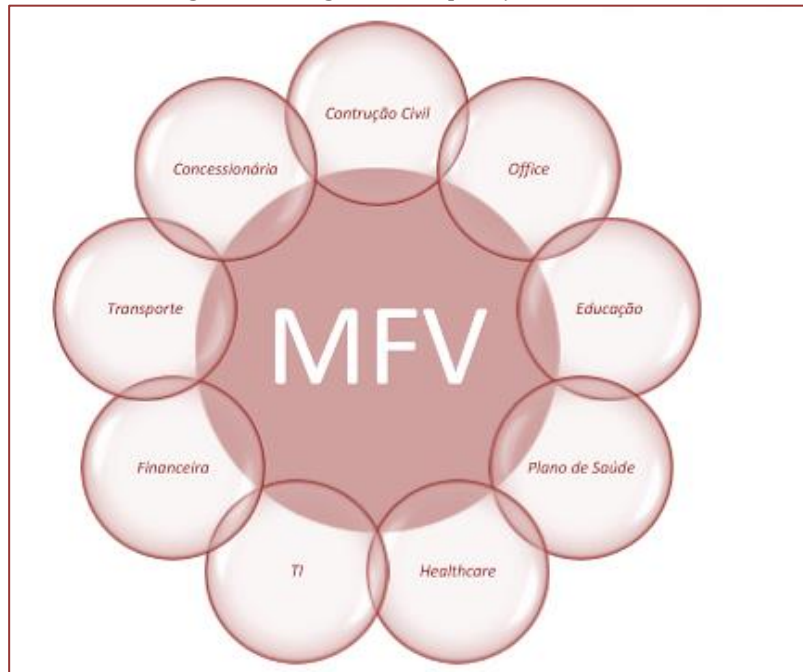 Contrução Civil
Office
Educação
Plano de Saúde
Healthcare
TI
Financeira
Transporte
Concessionária
MFV